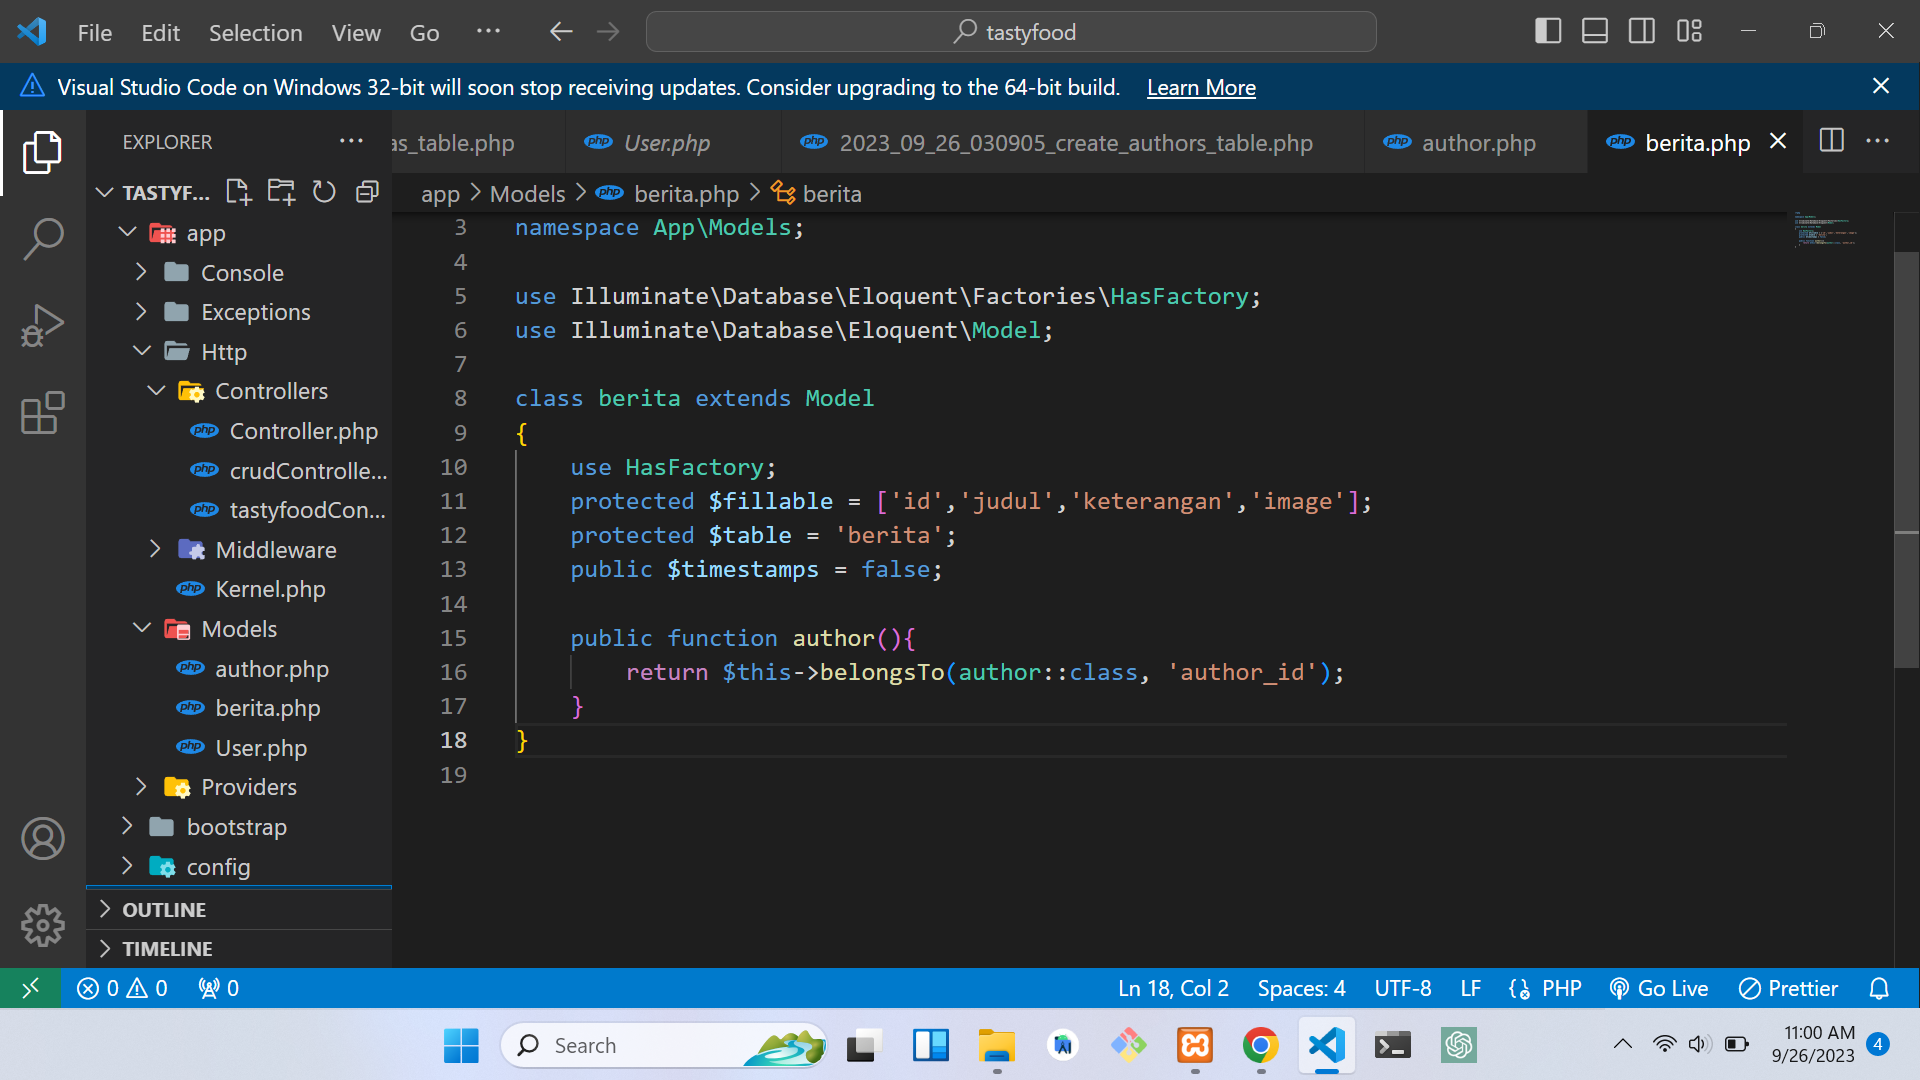 File Edit Selection View Go ··· tastyfood
Visual Studio Code on Windows 32-bit will soon stop receiving updates. Consider upgrading to the 64-bit build. Learn More
EXPLORER ··· as_table.php User.php 2023_09_26_030905_create_authors_table.php author.php berita.php ···
TASTYF... app > Models > berita.php > berita
app
Console
Exceptions
Http
Controllers
Controller.php
crudControlle...
tastyfoodCon...
Middleware
Kernel.php
Models
author.php
berita.php
User.php
Providers
bootstrap
config
OUTLINE
TIMELINE
3 namespace App\Models;
4
5 use Illuminate\Database\Eloquent\Factories\HasFactory;
6 use Illuminate\Database\Eloquent\Model;
7
8 class berita extends Model
9 {
10 use HasFactory;
11 protected $fillable = ['id','judul','keterangan','image'];
12 protected $table = 'berita';
13 public $timestamps = false;
14
15 public function author(){
16 return $this->belongsTo(author::class, 'author_id');
17 }
18 }
19
0 0 0 Ln 18, Col 2 Spaces: 4 UTF-8 LF PHP Go Live Prettier
Search 11:00 AM
9/26/2023 4